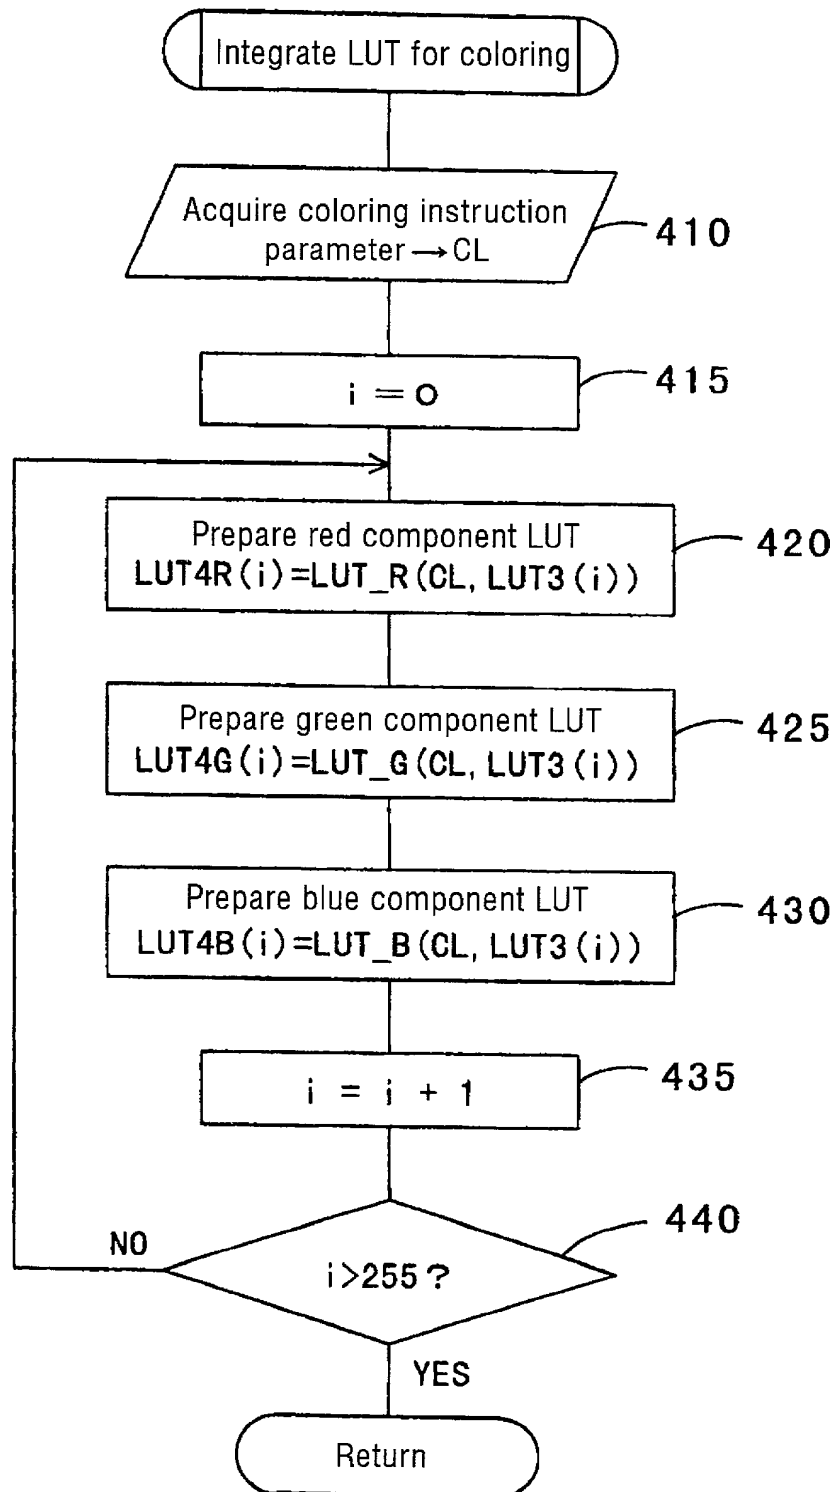 Integrate LUT for coloring
Acquire coloring instruction
parameter → CL
410
i = 0
415
Prepare red component LUT
LUT4R(i)=LUT_R(CL, LUT3(i))
420
Prepare green component LUT
LUT4G(i)=LUT_G(CL, LUT3(i))
425
Prepare blue component LUT
LUT4B(i)=LUT_B(CL, LUT3(i))
430
i = i + 1
435
440
NO
i>255?
YES
Return